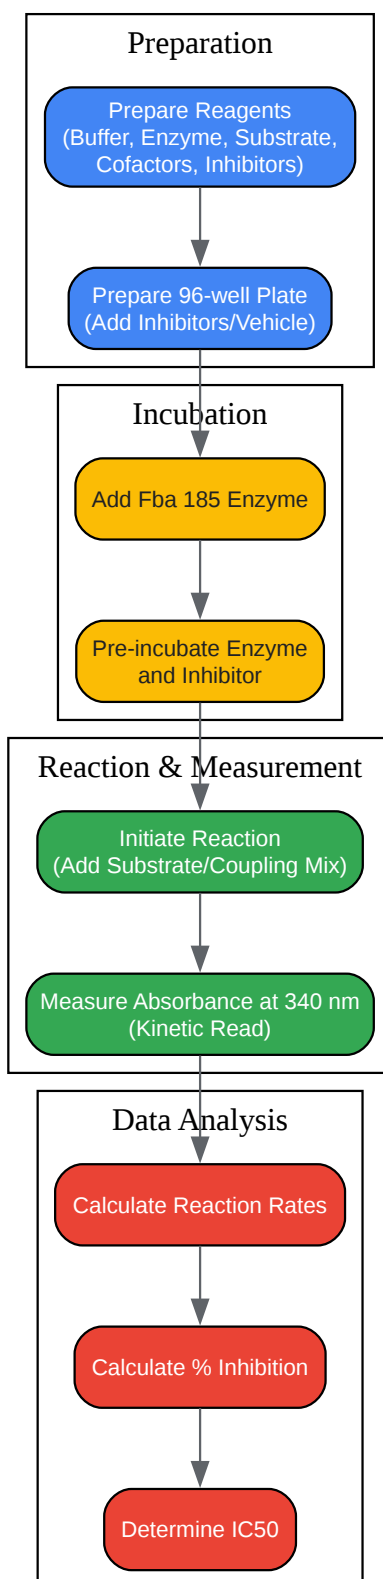 Preparation
Prepare Reagents
(Buffer, Enzyme, Substrate,
Cofactors, Inhibitors)
Prepare 96-well Plate
(Add Inhibitors/Vehicle)
Incubation
Add Fba 185 Enzyme
Pre-incubate Enzyme
and Inhibitor
Reaction & Measurement
Initiate Reaction
(Add Substrate/Coupling Mix)
Measure Absorbance at 340 nm
(Kinetic Read)
Data Analysis
Calculate Reaction Rates
Calculate % Inhibition
Determine IC50